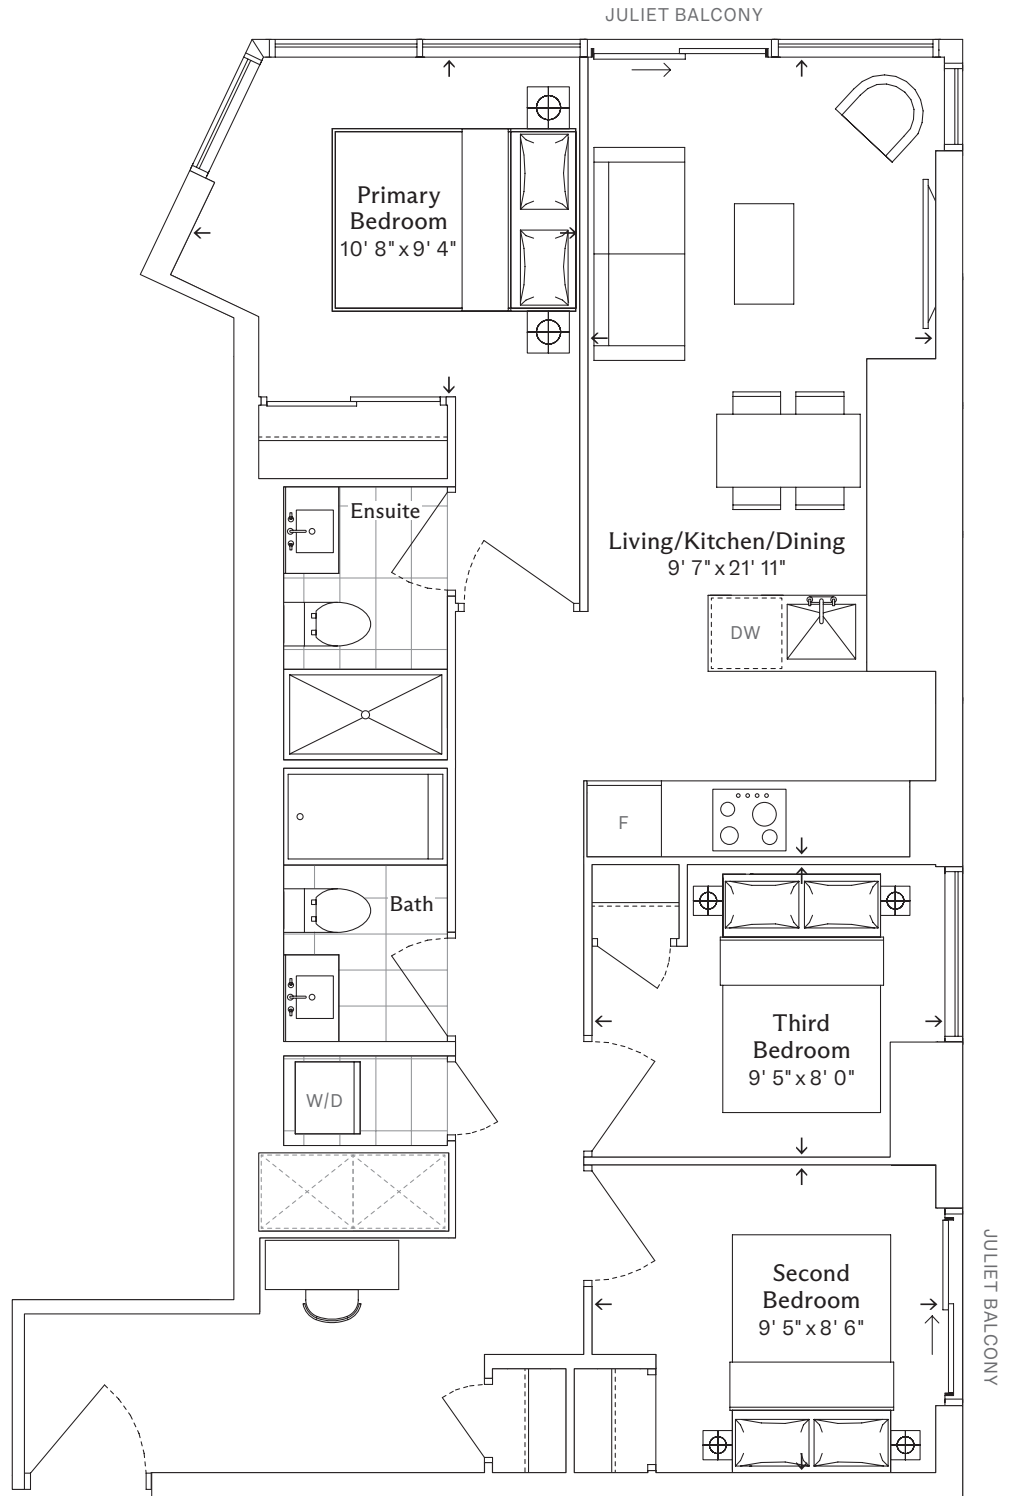 JULIET BALCONY
Primary
Bedroom
10' 8" x 9' 4"
Ensuite
Living/Kitchen/Dining
9' 7" x 21' 11"
DW
F
Bath
Third
Bedroom
9' 5" x 8' 0"
W/D
Second
Bedroom
9' 5" x 8' 6"
JULIET BALCONY